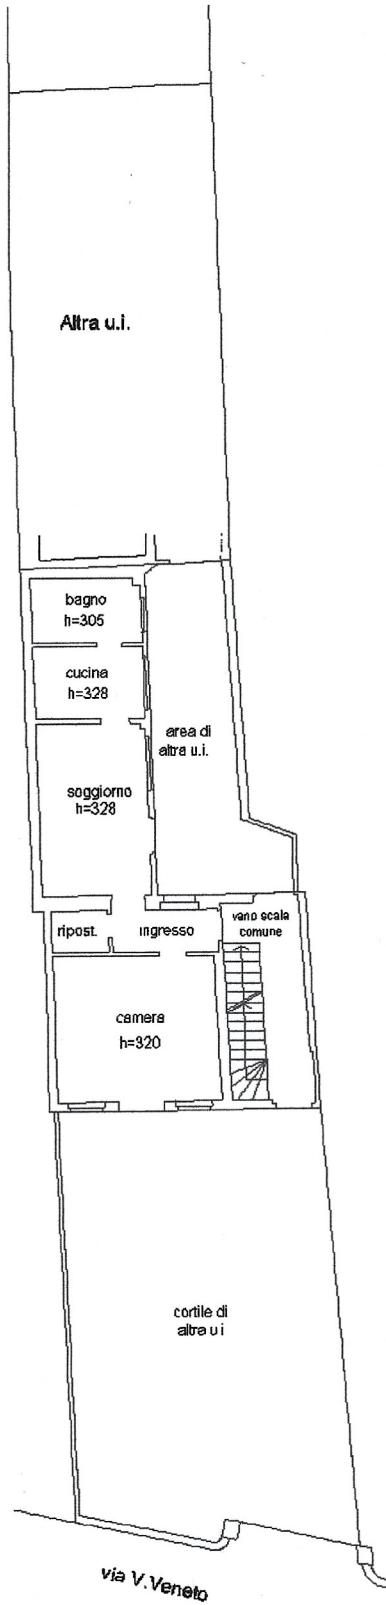 Altra u.i.
bagno
h=305
cucina
h=328
area di
altra u.i.
soggiorno
h=328
ripost.
ingresso
vano scala
comune
camera
h=320
cortile di
altra u i
via V.Veneto